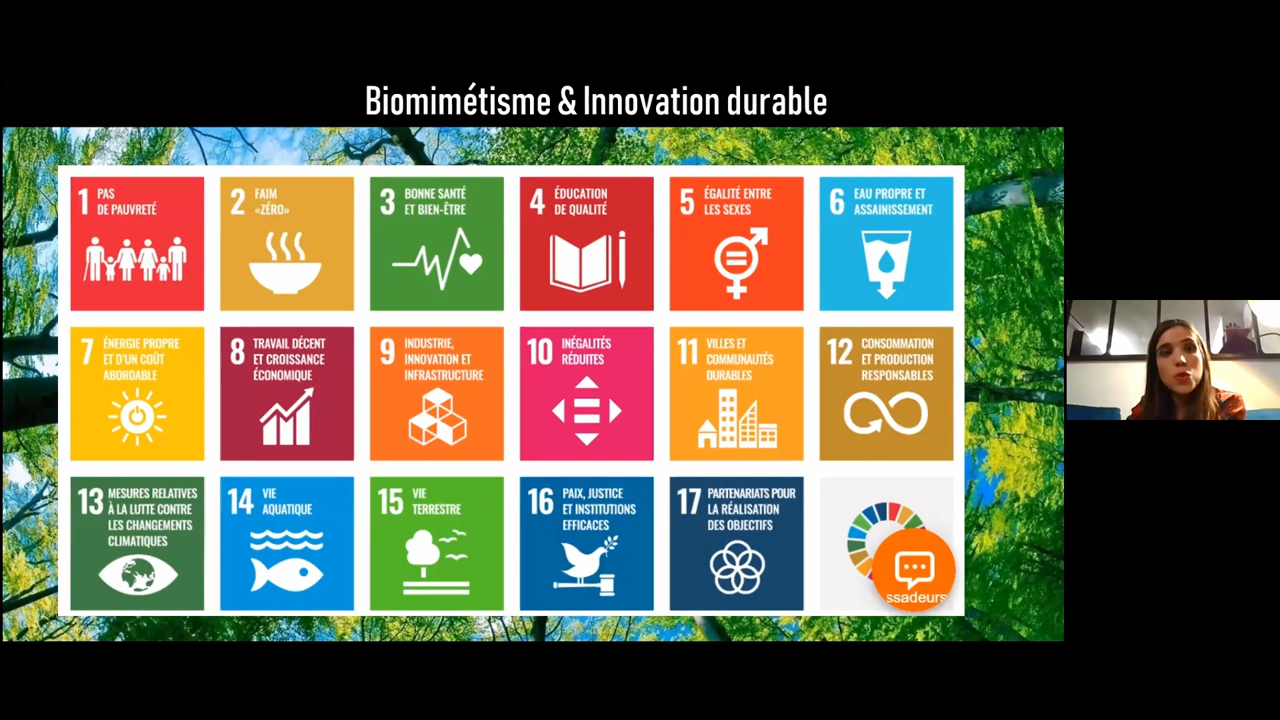 Biomimétisme & Innovation durable
1 PAS
DE PAUVRETÉ
2 FAIM
«ZÉRO»
3 BONNE SANTÉ
ET BIEN-ÊTRE
4 ÉDUCATION
DE QUALITÉ
5 ÉGALITÉ ENTRE
LES SEXES
6 EAU PROPRE ET
ASSAINISSEMENT
7 ÉNERGIE PROPRE
ET D'UN COÛT
ABORDABLE
8 TRAVAIL DÉCENT
ET CROISSANCE
ÉCONOMIQUE
9 INDUSTRIE,
INNOVATION ET
INFRASTRUCTURE
10 INÉGALITÉS
RÉDUITES
11 VILLES ET
COMMUNAUTÉS
DURABLES
12 CONSOMMATION
ET PRODUCTION
RESPONSABLES
13 MESURES RELATIVES
À LA LUTTE CONTRE
LES CHANGEMENTS
CLIMATIQUES
14 VIE
AQUATIQUE
15 VIE
TERRESTRE
16 PAIX, JUSTICE
ET INSTITUTIONS
EFFICACES
17 PARTENARIATS POUR
LA RÉALISATION
DES OBJECTIFS
ssadeurs